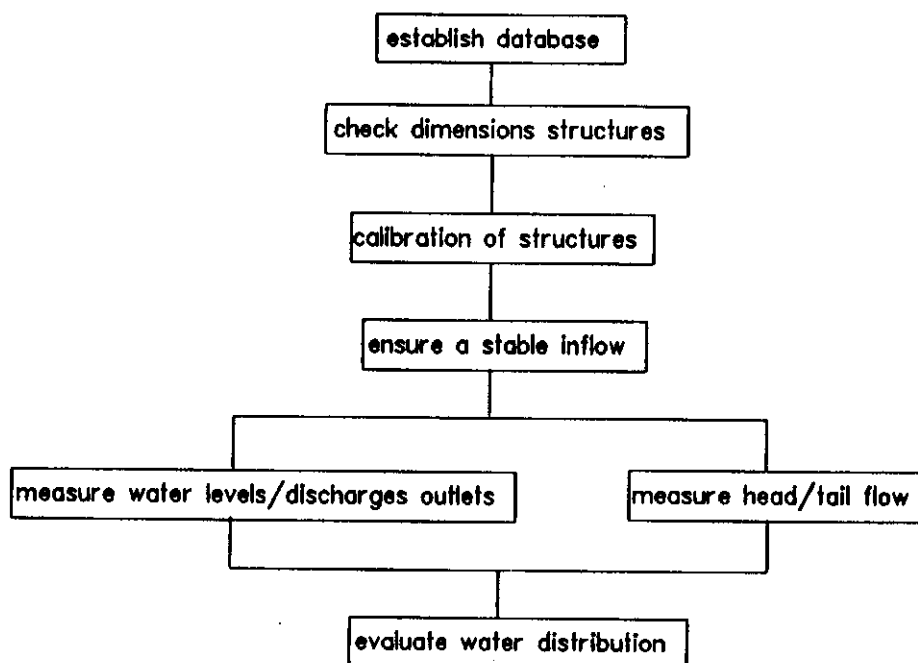 establish database
check dimensions structures
calibration of structures
ensure a stable inflow
measure water levels/discharges outlets
measure head/tail flow
evaluate water distribution